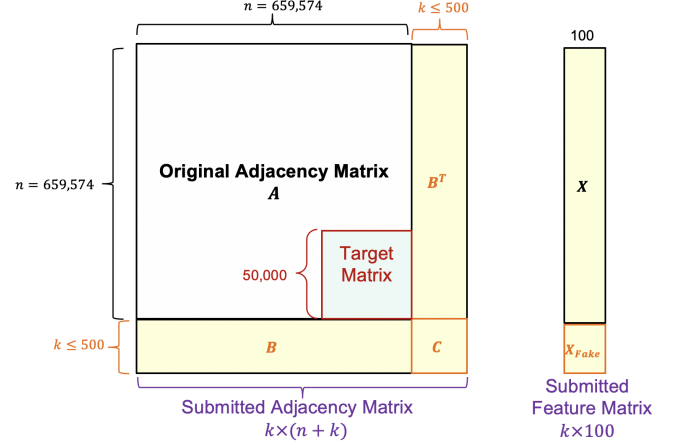 n = 659,574
k ≤ 500
100
n = 659,574
Original Adjacency Matrix
A
B^T
X
50,000
Target
Matrix
k ≤ 500
B
C
X_Fake
Submitted Adjacency Matrix
k×(n + k)
Submitted
Feature Matrix
k×100